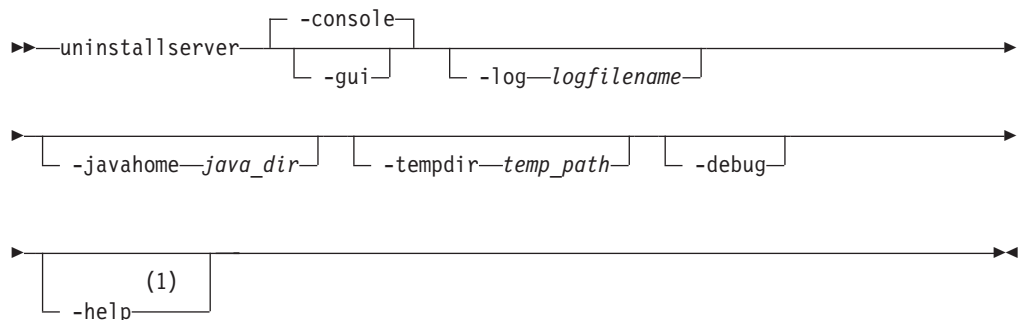 -console
uninstallserver
-gui
-log logfilename
-javahome java_dir
-tempdir temp_path
-debug
(1)
-help